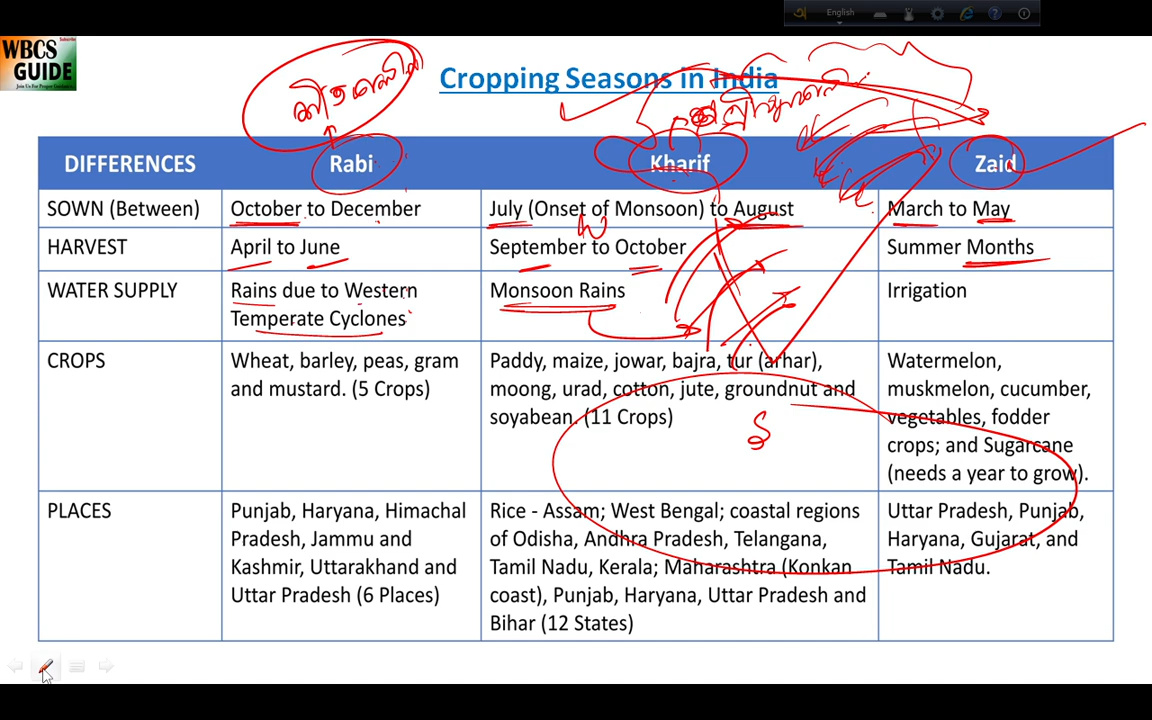 English
WBCS
Subscribe
GUIDE
Cropping Seasons in India
DIFFERENCES Rabi Kharif Zaid
SOWN (Between) October to December July (Onset of Monsoon) to August March to May
HARVEST April to June September to October Summer Months
WATER SUPPLY Rains due to Western Monsoon Rains Irrigation
Temperate Cyclones
CROPS Wheat, barley, peas, gram Paddy, maize, jowar, bajra, tur (arhar), Watermelon,
and mustard. (5 Crops) moong, urad, cotton, jute, groundnut and muskmelon, cucumber,
soyabean. (11 Crops) vegetables, fodder
crops; and Sugarcane
(needs a year to grow).
PLACES Punjab, Haryana, Himachal Rice - Assam; West Bengal; coastal regions Uttar Pradesh, Punjab,
Pradesh, Jammu and of Odisha, Andhra Pradesh, Telangana, Haryana, Gujarat, and
Kashmir, Uttarakhand and Tamil Nadu, Kerala; Maharashtra (Konkan Tamil Nadu.
Uttar Pradesh (6 Places) coast), Punjab, Haryana, Uttar Pradesh and
Bihar (12 States)